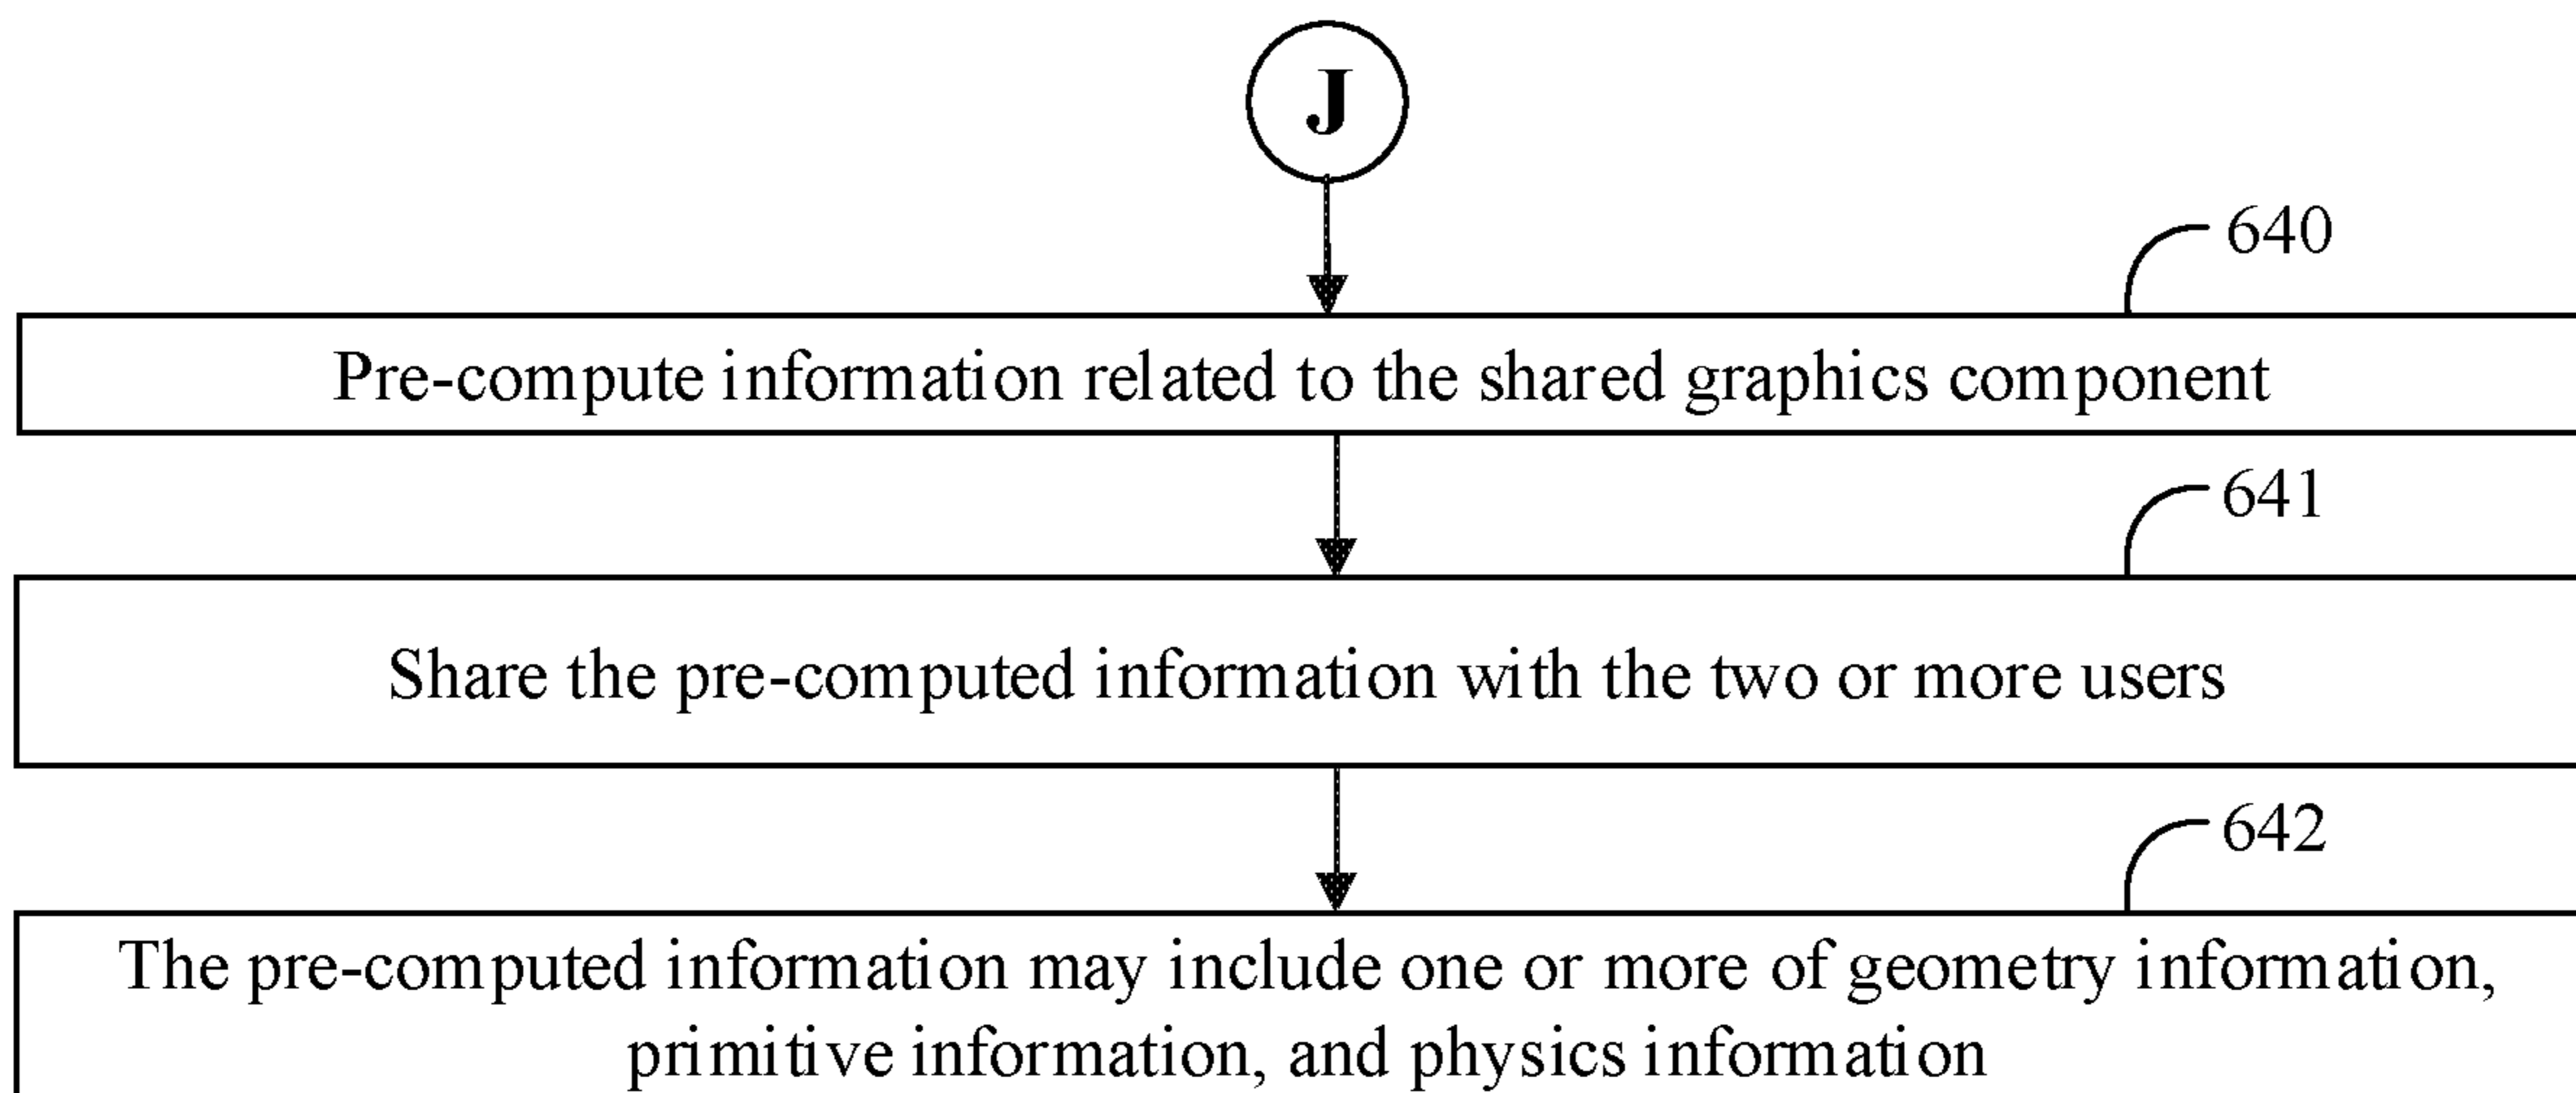 J
640
Pre-compute information related to the shared graphics component
641
Share the pre-computed information with the two or more users
642
The pre-computed information may include one or more of geometry information,
primitive information, and physics information